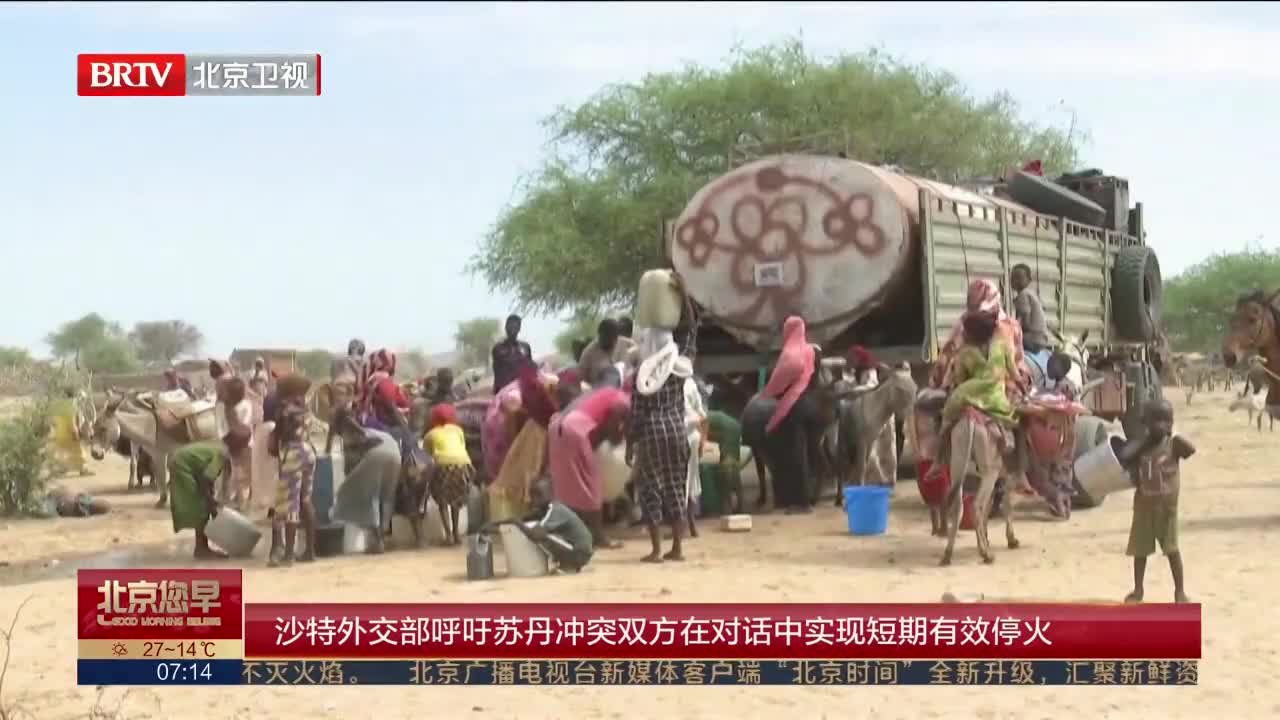 BRTV 北京卫视
北京您早
GOOD MORNING BEIJING
27~14℃
07:14
沙特外交部呼吁苏丹冲突双方在对话中实现短期有效停火
不灭火焰。 北京广播电视台新媒体客户端“北京时间”全新升级，汇聚新鲜资